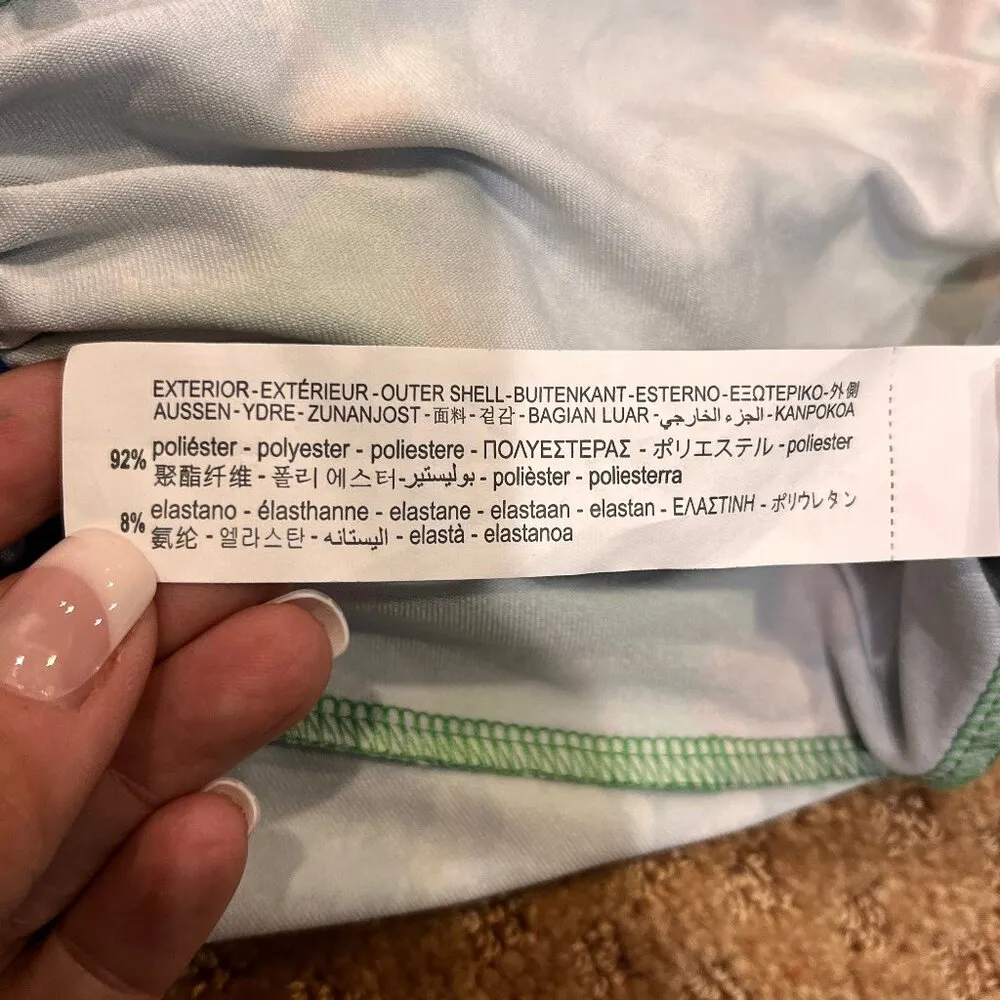 EXTERIOR-EXTÉRIEUR-OUTER SHELL-BUITENKANT-ESTERNO-ΕΞΩΤΕΡΙΚΟ-外側
AUSSEN-YDRE-ZUNANJOST-面料-겉감-BAGIAN LUAR-الجزء الخارجي-KANPOKOA
92% poliéster - polyester - poliestere - ΠΟΛΥΕΣΤΕΡΑΣ - ポリエステル -poliester
聚酯纤维 - 폴리 에스터-بوليستير- polièster - poliesterra
8% elastano - élasthanne - elastane - elastaan - elastan - ΕΛΑΣΤΙΝΗ - ポリウレタン
氨纶 - 엘라스탄 - اليستانه - elastà - elastanoa